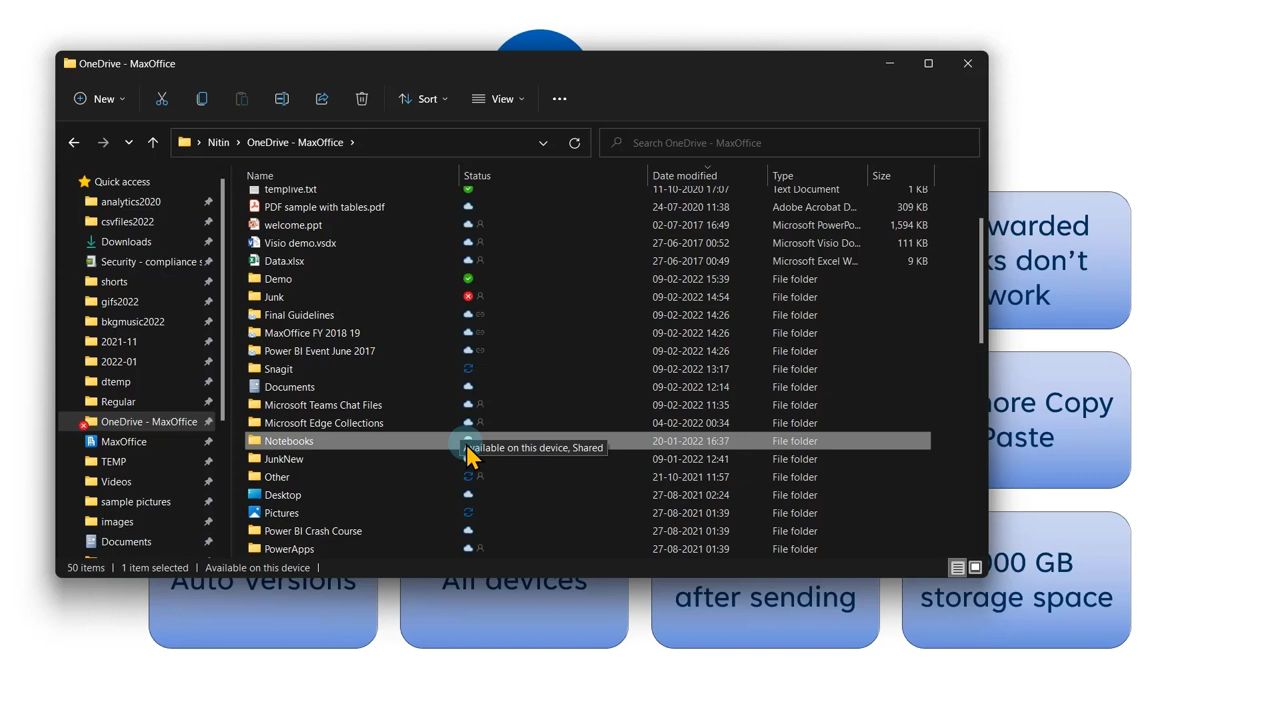 OneDrive - MaxOffice
New
Sort
View
Nitin
OneDrive - MaxOffice
Search OneDrive - MaxOffice
Quick access
analytics2020
csvfiles2022
Downloads
Security - compliance s
shorts
gifs2022
bkgmusic2022
2021-11
2022-01
dtemp
Regular
OneDrive - MaxOffice
MaxOffice
TEMP
Videos
sample pictures
images
Documents
Name Status Date modified Type Size
templive.txt 11-10-2020 17:07 Text Document 1 KB
PDF sample with tables.pdf 24-07-2020 11:38 Adobe Acrobat D... 309 KB
welcome.ppt 02-07-2017 16:49 Microsoft PowerPo... 1,594 KB
Visio demo.vsdx 27-06-2017 00:52 Microsoft Visio Do... 111 KB
Data.xlsx 27-06-2017 00:49 Microsoft Excel W... 9 KB
Demo 09-02-2022 15:39 File folder
Junk 09-02-2022 14:54 File folder
Final Guidelines 09-02-2022 14:26 File folder
MaxOffice FY 2018 19 09-02-2022 14:26 File folder
Power BI Event June 2017 09-02-2022 14:26 File folder
Snagit 09-02-2022 13:17 File folder
Documents 09-02-2022 12:14 File folder
Microsoft Teams Chat Files 09-02-2022 11:35 File folder
Microsoft Edge Collections 04-02-2022 00:34 File folder
Notebooks 20-01-2022 16:37 File folder
on this device, Shared
JunkNew 09-01-2022 12:41 File folder
Other 21-10-2021 11:57 File folder
Desktop 27-08-2021 02:24 File folder
Pictures 27-08-2021 01:39 File folder
Power BI Crash Course 27-08-2021 01:39 File folder
PowerApps 27-08-2021 01:39 File folder
50 items 1 item selected Available on this device
don't
work
Copy
Auto versions
All devices
after sending
GB
storage space